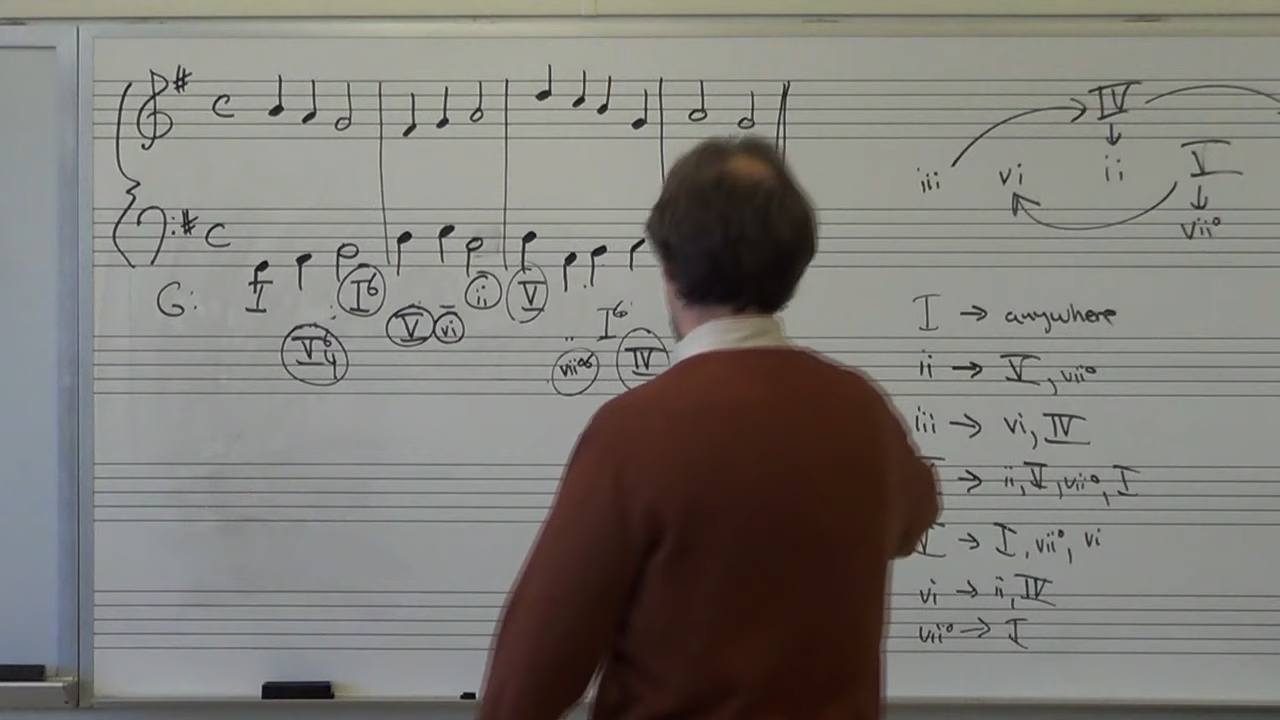 C
C
G: I V6/4 I6 V vi ii V vii°6 I6 IV
IV
iii vi ii V
vii°
I → anywhere
ii → V, vii°
iii → vi, IV
→ ii, V, vii°, I
→ I, vii°, vi
vi → ii, IV
vii° → I